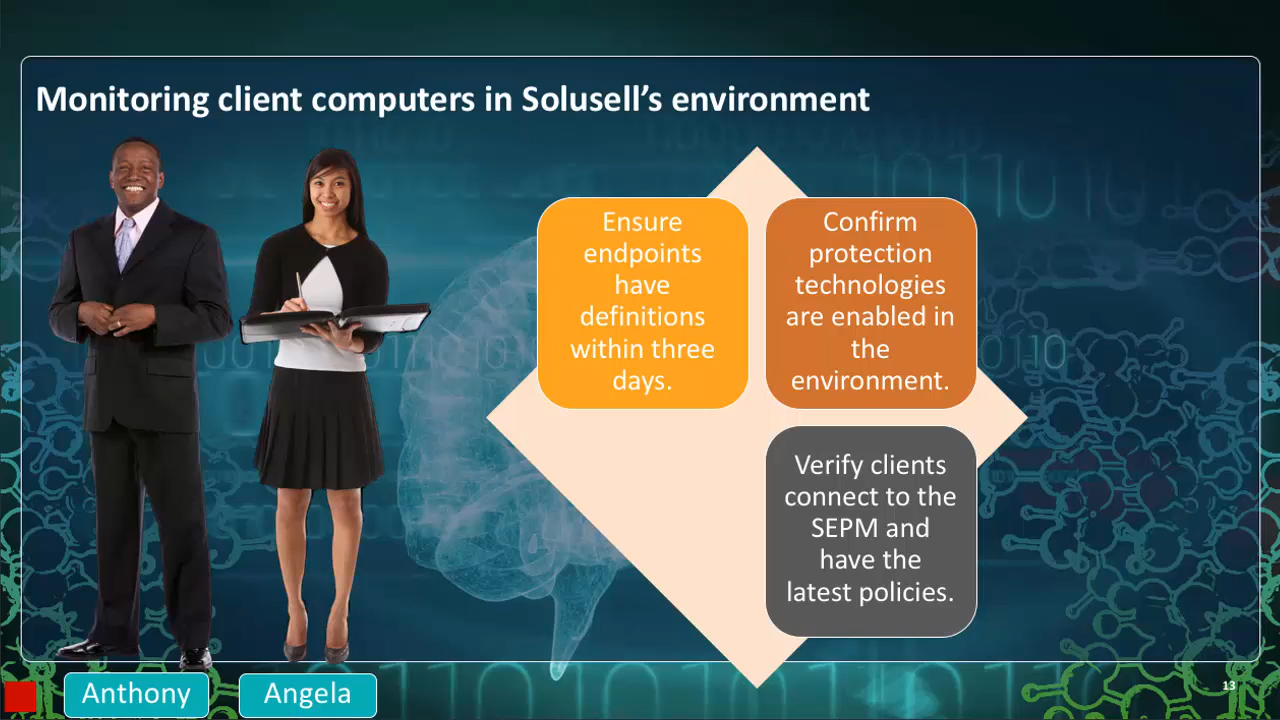 Monitoring client computers in Solusell’s environment
Ensure
endpoints
have
definitions
within three
days.
Confirm
protection
technologies
are enabled in
the
environment.
Verify clients
connect to the
SEPM and
have the
latest policies.
Anthony
Angela
13